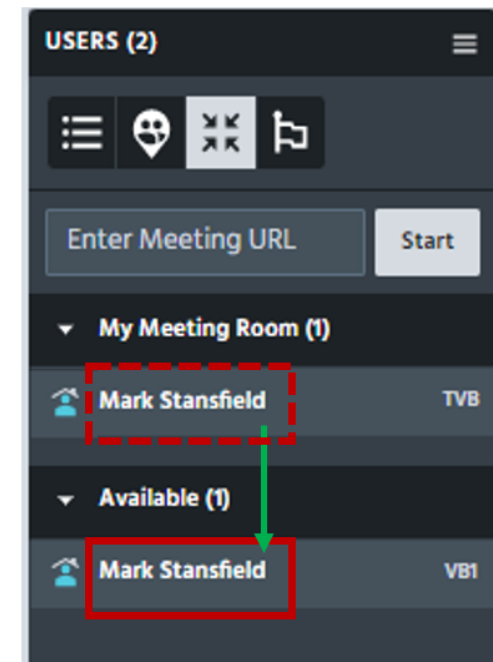 USERS (2)
Enter Meeting URL Start
My Meeting Room (1)
Mark Stansfield TVB
Available (1)
Mark Stansfield VB1